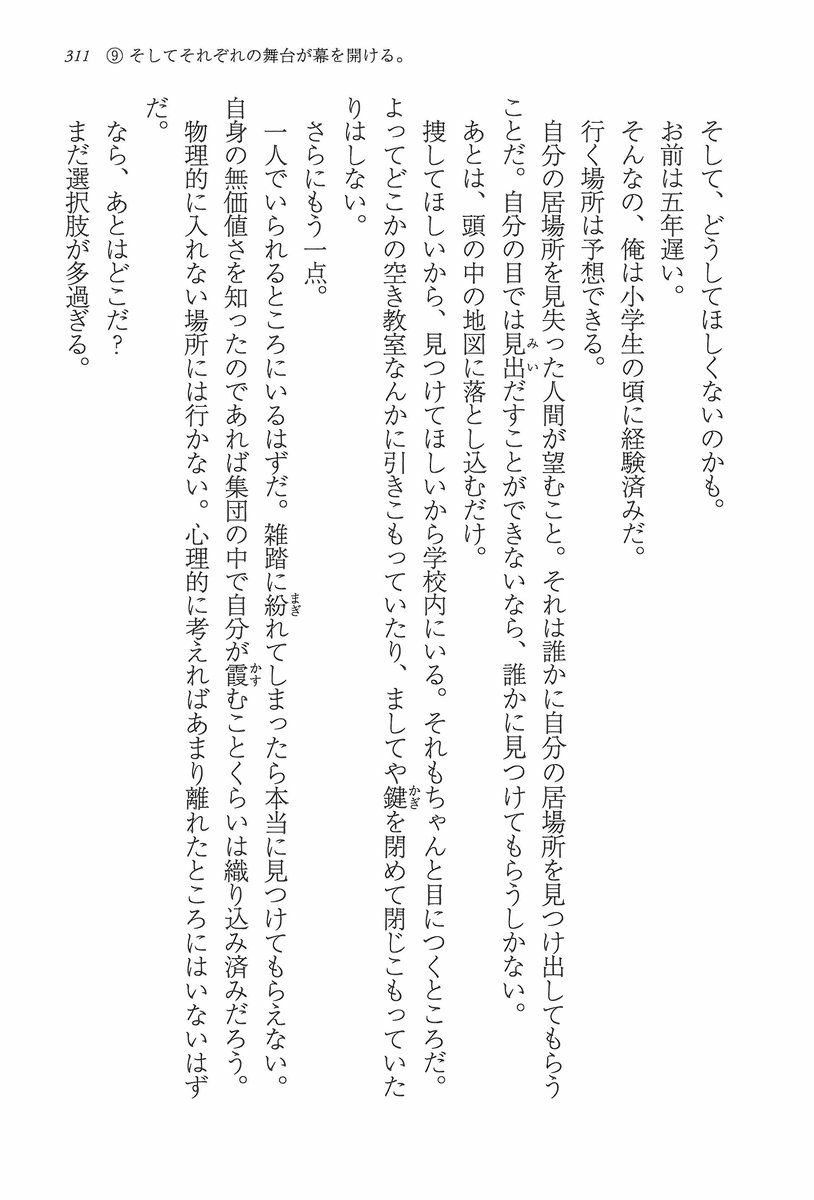 311 ⑨ そしてそれぞれの舞台が幕を開ける。
そして、どうしてほしくないのかも。
お前は五年遅い。
そんなの、俺は小学生の頃に経験済みだ。
行く場所は予想できる。
自分の居場所を見失った人間が望むこと。それは誰かに自分の居場所を見つけ出してもらう
ことだ。自分の目では見出だすことができないなら、誰かに見つけてもらうしかない。
あとは、頭の中の地図に落とし込むだけ。
捜してほしいから、見つけてほしいから学校内にいる。それもちゃんと目につくところだ。
よってどこかの空き教室なんかに引きこもっていたり、ましてや鍵を閉めて閉じこもっていた
りはしない。
さらにもう一点。
一人でいられるところにいるはずだ。雑踏に紛れてしまったら本当に見つけてもらえない。
自身の無価値さを知ったのであれば集団の中で自分が霞むことくらいは織り込み済みだろう。
物理的に入れない場所には行かない。心理的に考えればあまり離れたところにはいないはず
だ。
なら、あとはどこだ?
まだ選択肢が多過ぎる。